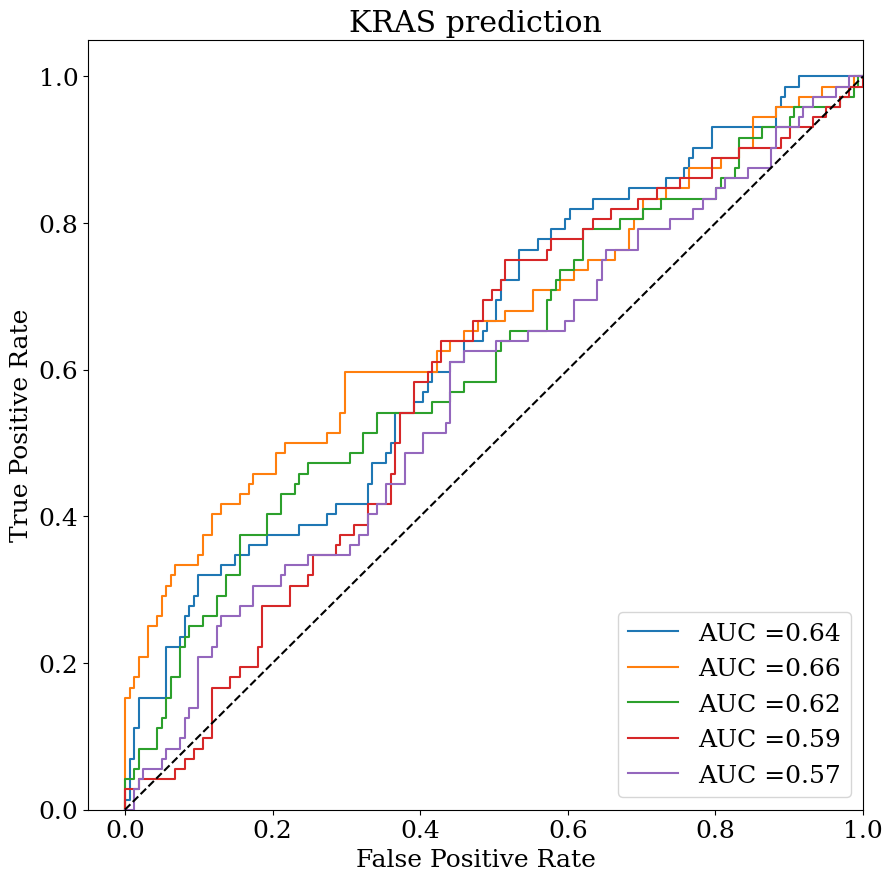 KRAS prediction
True Positive Rate
1.0
0.8
0.6
0.4
0.2
0.0
AUC =0.64
AUC =0.66
AUC =0.62
AUC =0.59
AUC =0.57
0.0 0.2 0.4 0.6 0.8 1.0
False Positive Rate